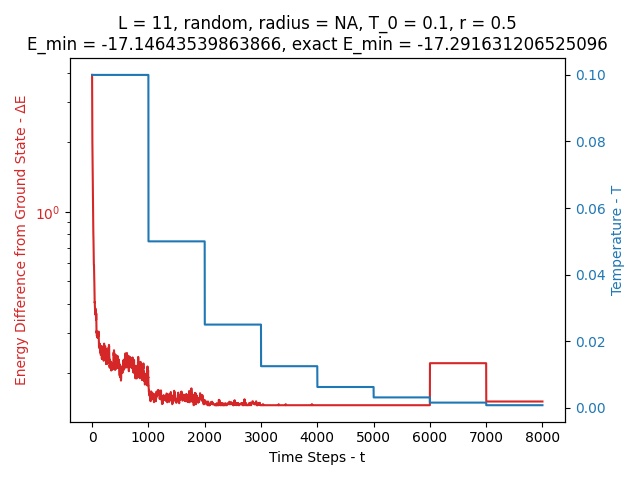 L = 11, random, radius = NA, T_0 = 0.1, r = 0.5
E_min = -17.14643539863866, exact E_min = -17.291631206525096
Energy Difference from Ground State - ΔE
10⁰
0.10
0.08
0.06
0.04
0.02
0.00
Temperature - T
0 1000 2000 3000 4000 5000 6000 7000 8000
Time Steps - t